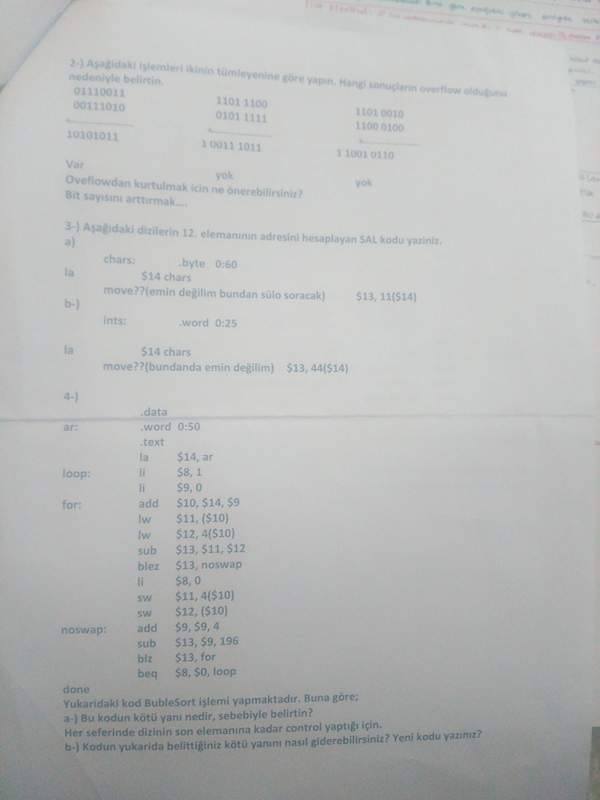 2-) Aşağıdaki işlemleri ikinin tümleyenine göre yapın. Hangi sonuçların overflow olduğunu
nedeniyle belirtin.
01110011 1101 1100 1101 0010
00111010 0101 1111 1100 0100
10101011 1 0011 1011 1 1001 0110
Var yok yok
Oveflowdan kurtulmak icin ne önerebilirsiniz?
Bit sayısını arttırmak....
3-) Aşağıdaki dizilerin 12. elemanının adresini hesaplayan SAL kodu yaziniz.
a)
chars: .byte 0:60
la $14 chars
move??(emin değilim bundan sülo soracak) $13, 11($14)
b-)
ints: .word 0:25
la $14 chars
move??(bundanda emin değilim) $13, 44($14)
4-)
.data
ar: .word 0:50
.text
la $14, ar
loop: li $8, 1
li $9, 0
for: add $10, $14, $9
lw $11, ($10)
lw $12, 4($10)
sub $13, $11, $12
blez $13, noswap
li $8, 0
sw $11, 4($10)
sw $12, ($10)
noswap: add $9, $9, 4
sub $13, $9, 196
blz $13, for
beq $8, $0, loop
done
Yukaridaki kod BubleSort işlemi yapmaktadır. Buna göre;
a-) Bu kodun kötü yanı nedir, sebebiyle belirtin?
Her seferinde dizinin son elemanına kadar control yaptığı için.
b-) Kodun yukarida belittiğiniz kötü yanını nasıl giderebilirsiniz? Yeni kodu yazınız?